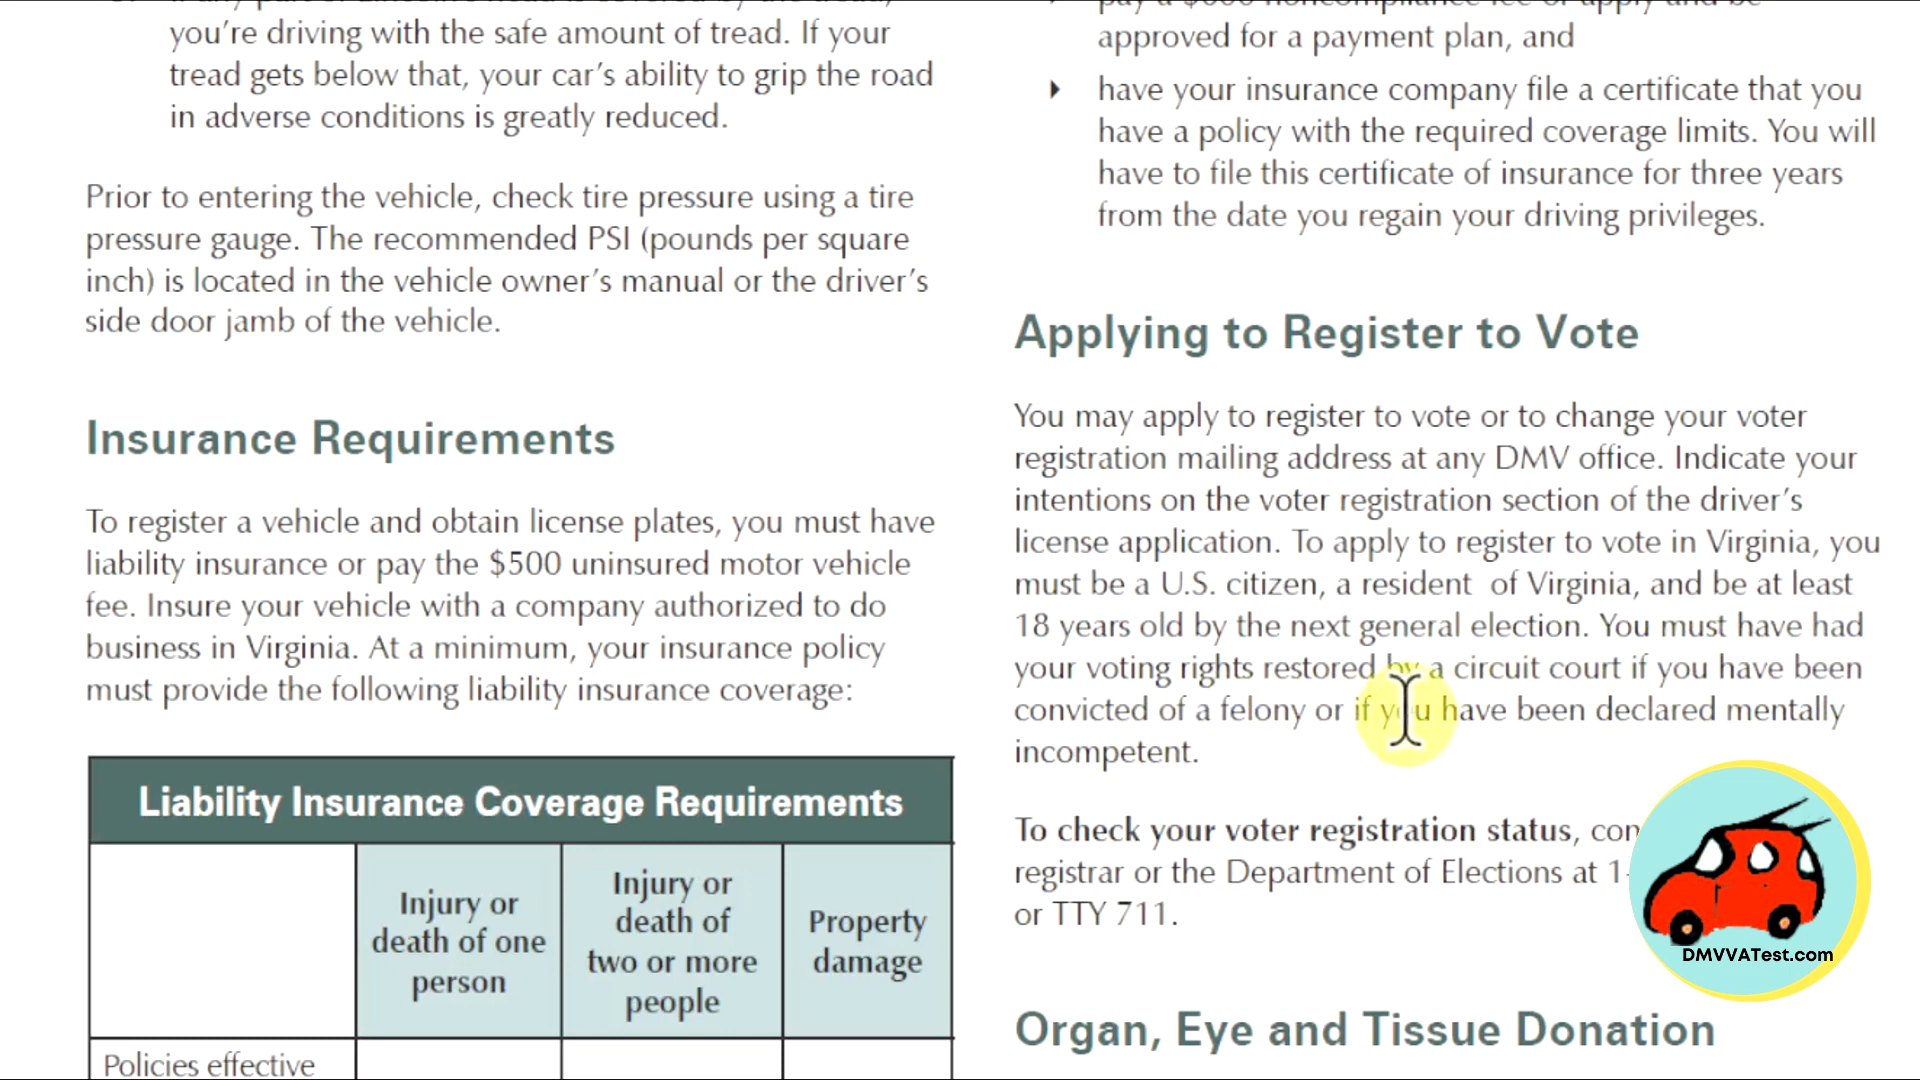 you're driving with the safe amount of tread. If your
tread gets below that, your car's ability to grip the road
in adverse conditions is greatly reduced.
Prior to entering the vehicle, check tire pressure using a tire
pressure gauge. The recommended PSI (pounds per square
inch) is located in the vehicle owner's manual or the driver's
side door jamb of the vehicle.
Insurance Requirements
To register a vehicle and obtain license plates, you must have
liability insurance or pay the $500 uninsured motor vehicle
fee. Insure your vehicle with a company authorized to do
business in Virginia. At a minimum, your insurance policy
must provide the following liability insurance coverage:
Liability Insurance Coverage Requirements
Injury or
death of one
person
Injury or
death of
two or more
people
Property
damage
Policies effective
pay a $600 noncompliance fee or apply and be
approved for a payment plan, and
have your insurance company file a certificate that you
have a policy with the required coverage limits. You will
have to file this certificate of insurance for three years
from the date you regain your driving privileges.
Applying to Register to Vote
You may apply to register to vote or to change your voter
registration mailing address at any DMV office. Indicate your
intentions on the voter registration section of the driver's
license application. To apply to register to vote in Virginia, you
must be a U.S. citizen, a resident of Virginia, and be at least
18 years old by the next general election. You must have had
your voting rights restored by a circuit court if you have been
convicted of a felony or if you have been declared mentally
incompetent.
To check your voter registration status, con
registrar or the Department of Elections at 1-
or TTY 711.
Organ, Eye and Tissue Donation
DMVVATest.com